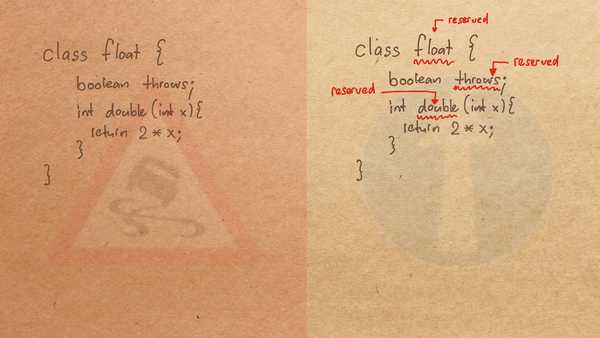 class float {
boolean throws;
int double (int x) {
return 2 * x;
}
}
reserved
class float {
reserved
boolean throws;
reserved
int double (int x) {
return 2 * x;
}
}